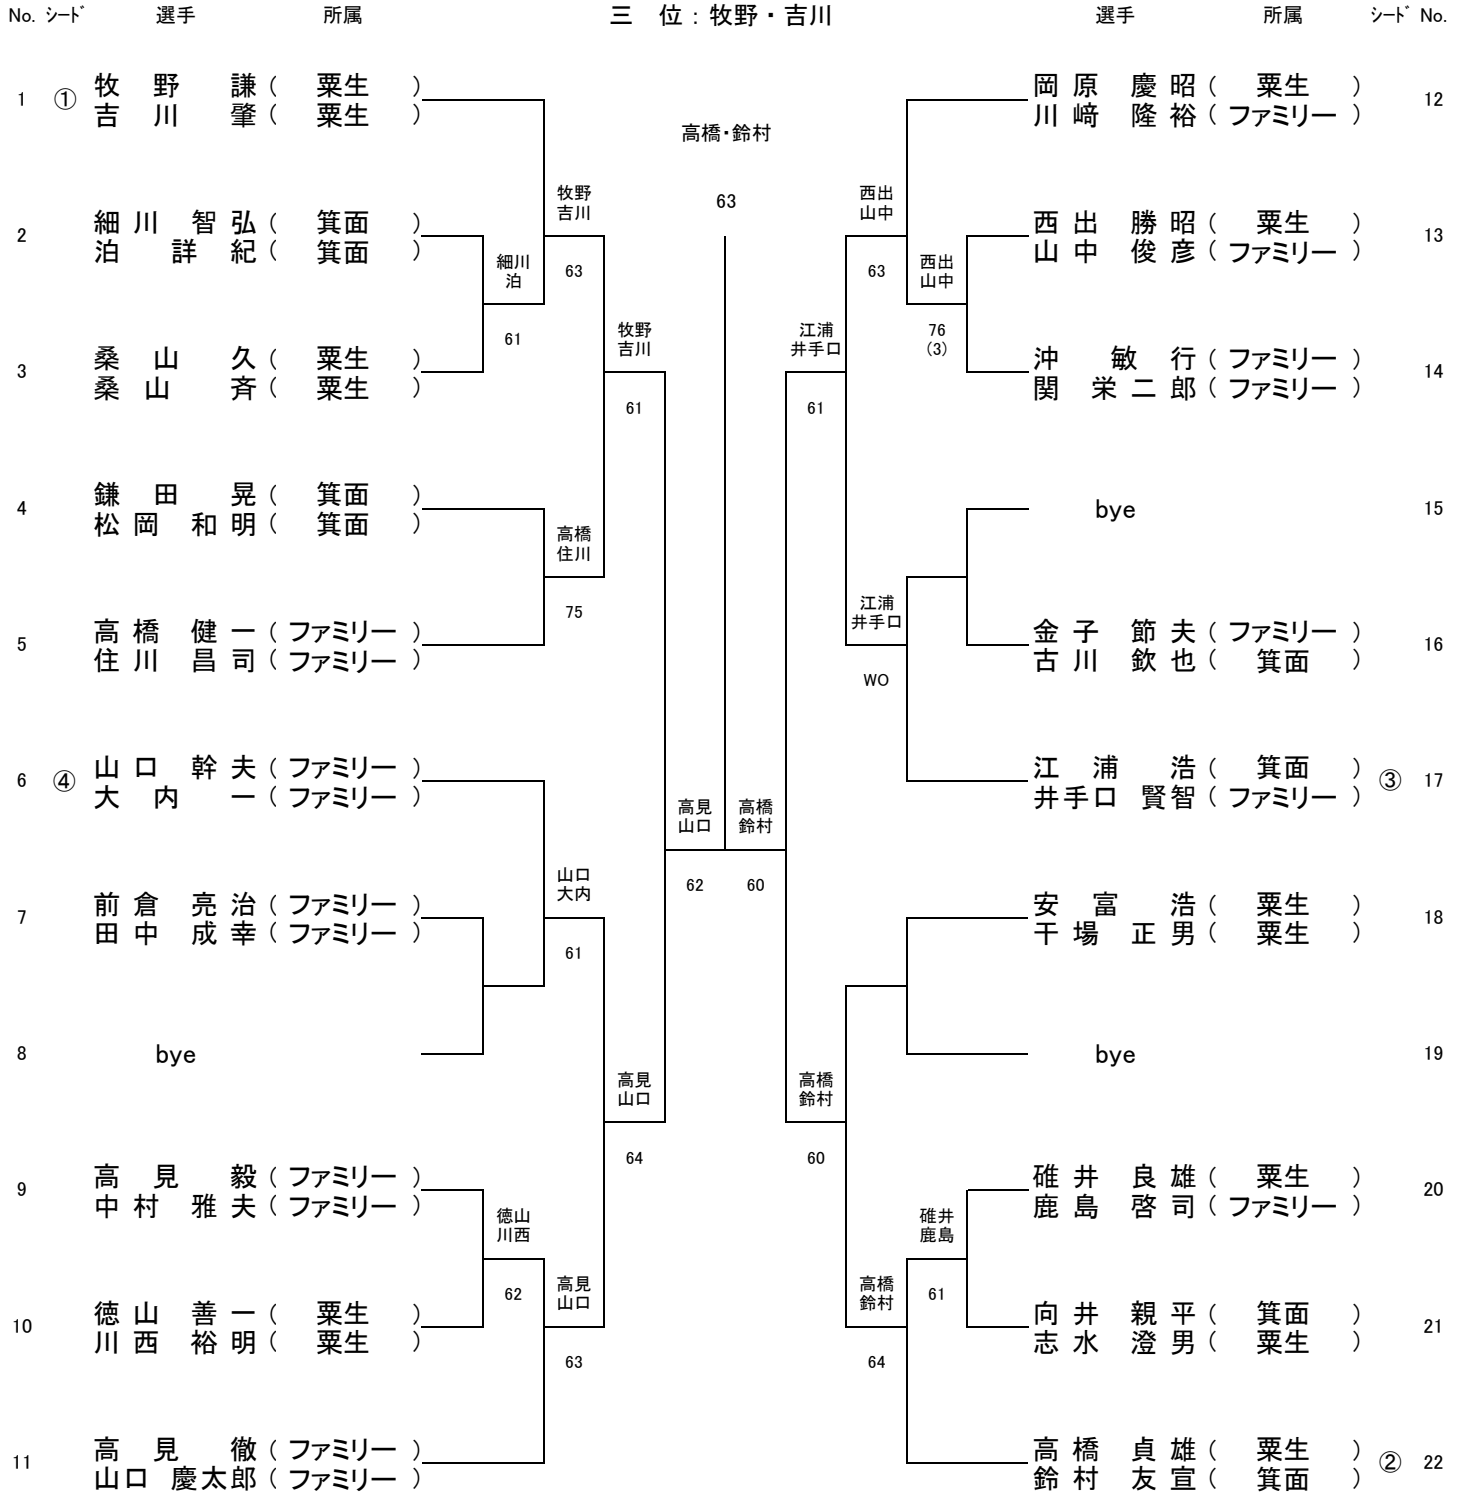 No. シード 選手 所属 三 位：牧野・吉川 選手 所属 シード No.
1 ① 牧野 謙（ 粟生 ）
吉川 肇（ 粟生 ）
2 細川 智弘（ 箕面 ）
泊 詳紀（ 箕面 ）
3 桑山 久（ 粟生 ）
桑山 斉（ 粟生 ）
4 鎌田 晃（ 箕面 ）
松岡 和明（ 箕面 ）
5 高橋 健一（ ファミリー ）
住川 昌司（ ファミリー ）
6 ④ 山口 幹夫（ ファミリー ）
大内 一（ ファミリー ）
7 前倉 亮治（ ファミリー ）
田中 成幸（ ファミリー ）
8 bye
9 高見 毅（ ファミリー ）
中村 雅夫（ ファミリー ）
10 徳山 善一（ 粟生 ）
川西 裕明（ 粟生 ）
11 高見 徹（ ファミリー ）
山口 慶太郎（ ファミリー ）
細川
泊
61
徳山
川西
62
牧野
吉川
63
高橋
住川
75
山口
大内
61
高見
山口
63
牧野
吉川
61
高見
山口
64
高見
山口
62
高橋・鈴村
63
高橋
鈴村
60
江浦
井手口
61
高橋
鈴村
60
西出
山中
63
江浦
井手口
WO
高橋
鈴村
64
西出
山中
76
(3)
碓井
鹿島
61
岡原 慶昭（ 粟生 ） 12
川﨑 隆裕（ ファミリー ）
西出 勝昭（ 粟生 ） 13
山中 俊彦（ ファミリー ）
沖 敏行（ ファミリー ） 14
関 栄二郎（ ファミリー ）
bye 15
金子 節夫（ ファミリー ） 16
古川 欽也（ 箕面 ）
江浦 浩（ 箕面 ） ③ 17
井手口 賢智（ ファミリー ）
安富 浩（ 粟生 ） 18
干場 正男（ 粟生 ）
bye 19
碓井 良雄（ 粟生 ） 20
鹿島 啓司（ ファミリー ）
向井 親平（ 箕面 ） 21
志水 澄男（ 粟生 ）
高橋 貞雄（ 粟生 ） ② 22
鈴村 友宣（ 箕面 ）